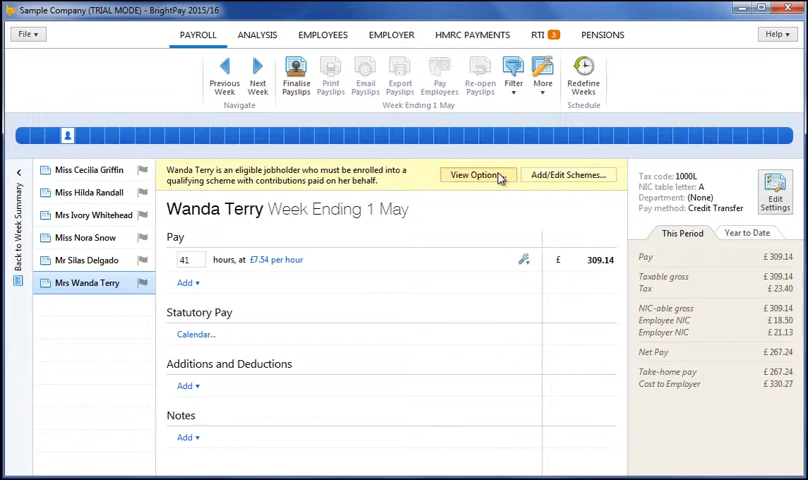 Sample Company (TRIAL MODE) - BrightPay 2015/16
File
PAYROLL
ANALYSIS
EMPLOYEES
EMPLOYER
HMRC PAYMENTS
RTI 3
PENSIONS
Help
Previous Week
Next Week
Navigate
Finalise Payslips
Print Payslips
Email Payslips
Export Payslips
Pay Employees
Re-open Payslips
Filter
More
Week Ending 1 May
Redefine Weeks
Schedule
Back to Week Summary
Miss Cecilia Griffin
Miss Hilda Randall
Mrs Ivory Whitehead
Miss Nora Snow
Mr Silas Delgado
Mrs Wanda Terry
Wanda Terry is an eligible jobholder who must be enrolled into a
qualifying scheme with contributions paid on her behalf.
View Option
Add/Edit Schemes...
Wanda Terry Week Ending 1 May
Pay
41 hours, at £7.54 per hour £ 309.14
Add
Statutory Pay
Calendar...
Additions and Deductions
Add
Notes
Add
Tax code: 1000L
NIC table letter: A
Department: (None)
Pay method: Credit Transfer
Edit Settings
This Period
Year to Date
Pay £ 309.14
Taxable gross £ 309.14
Tax £ 23.40
NIC-able gross £ 309.14
Employee NIC £ 18.50
Employer NIC £ 21.13
Net Pay £ 267.24
Take-home pay £ 267.24
Cost to Employer £ 330.27